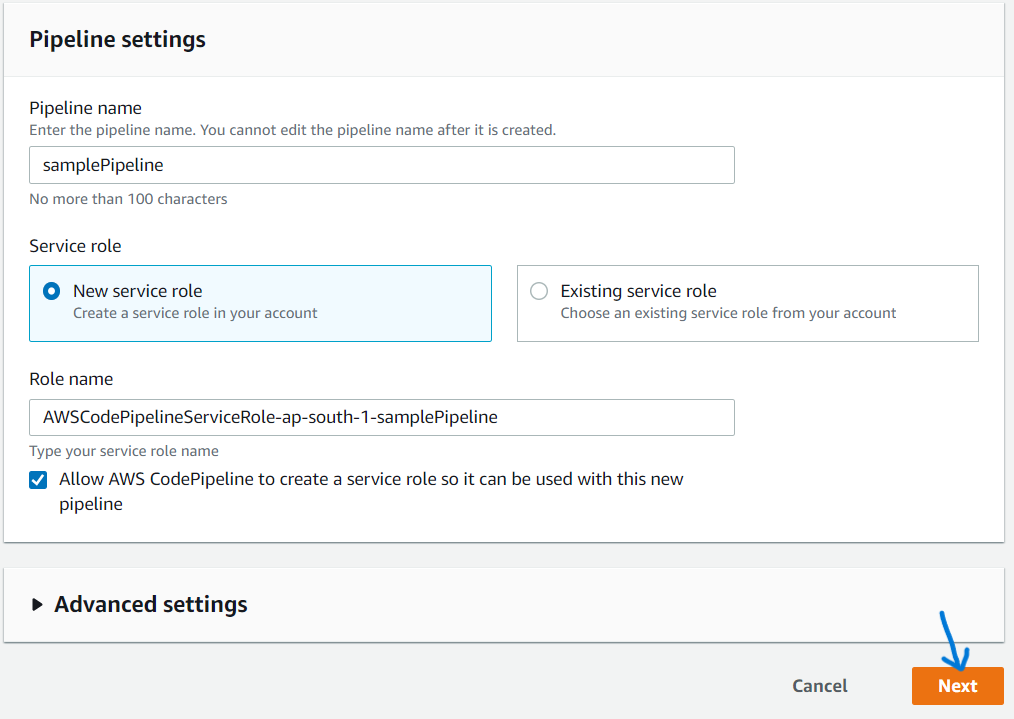 Pipeline settings
Pipeline name
Enter the pipeline name. You cannot edit the pipeline name after it is created.
samplePipeline
No more than 100 characters
Service role
New service role
Create a service role in your account
Existing service role
Choose an existing service role from your account
Role name
AWSCodePipelineServiceRole-ap-south-1-samplePipeline
Type your service role name
Allow AWS CodePipeline to create a service role so it can be used with this new
pipeline
Advanced settings
Cancel
Next